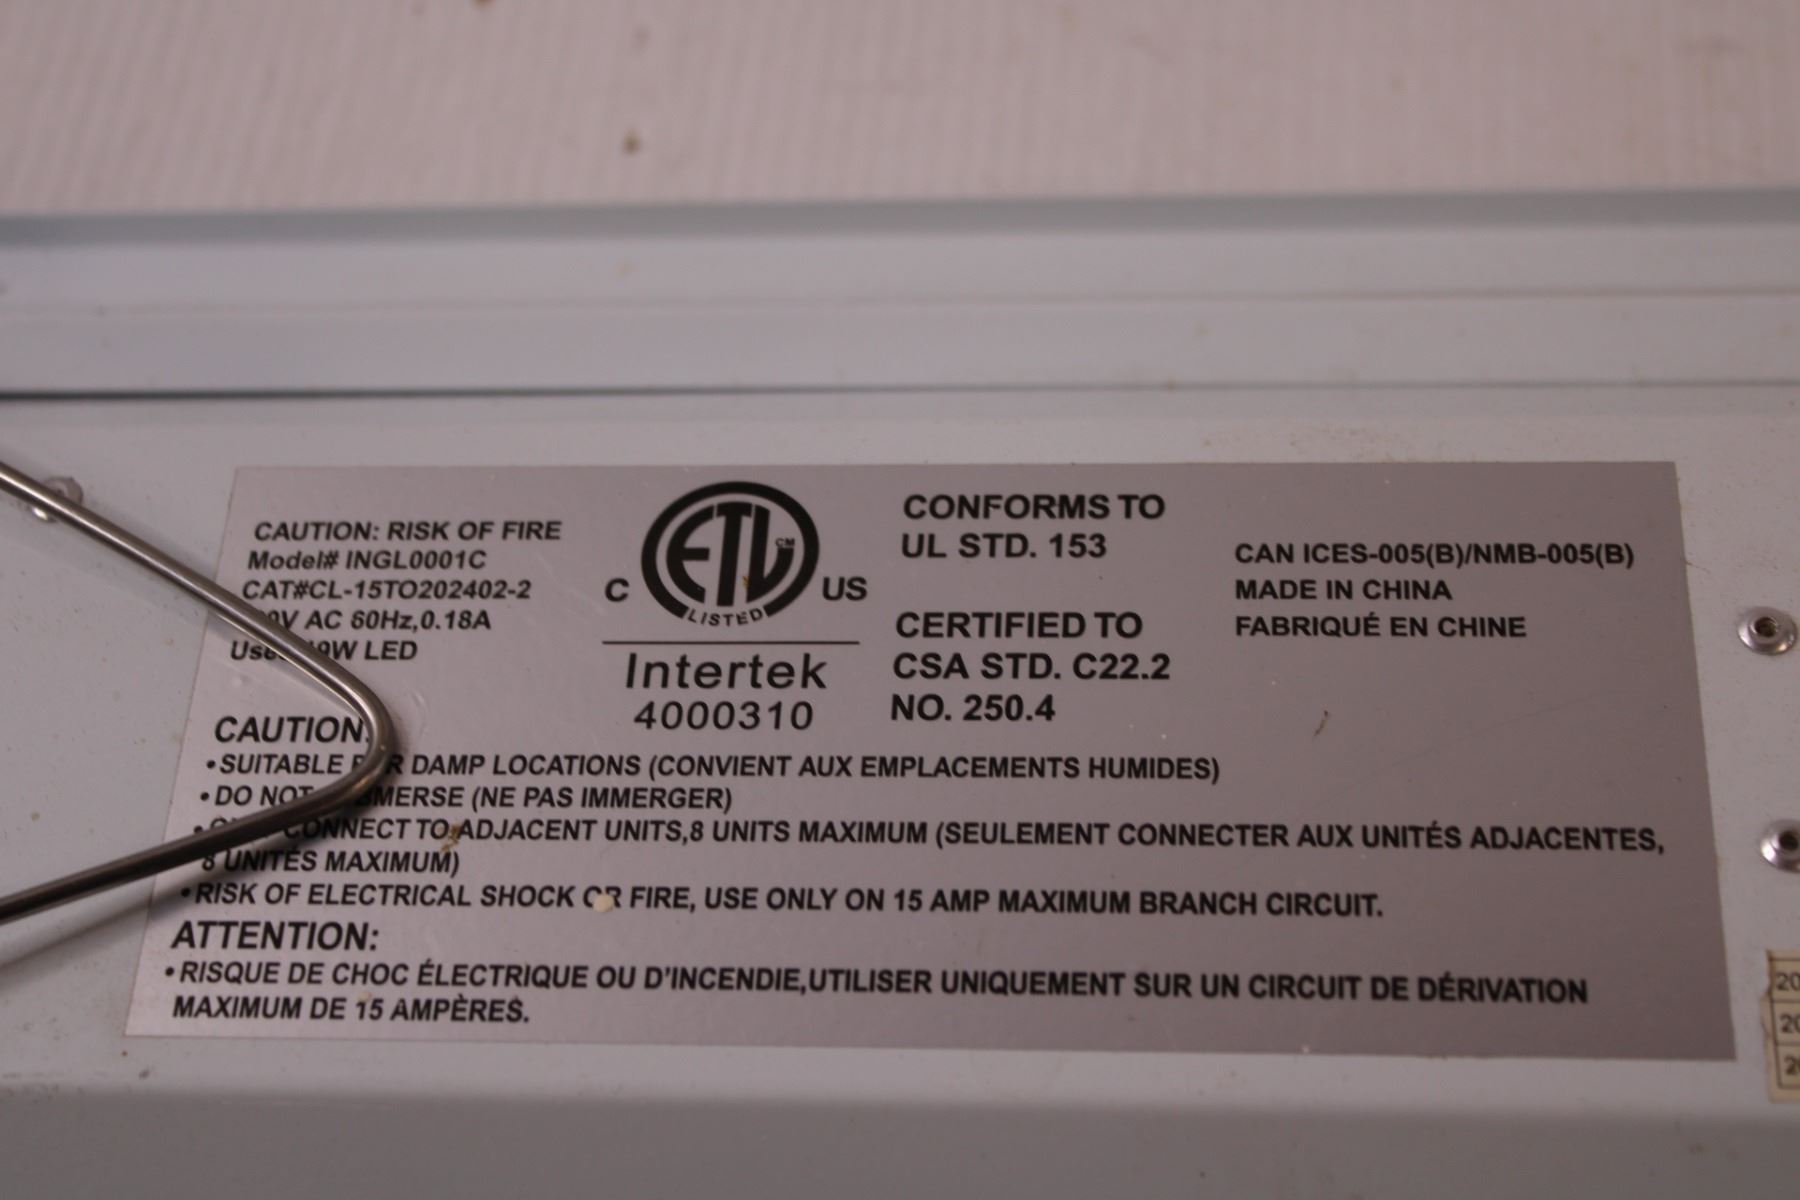 CAUTION: RISK OF FIRE
Model# INGL0001C
CAT#CL-15TO202402-2
AC 60Hz,0.18A
LED
C ETL CM US
LISTED
Intertek
4000310
CONFORMS TO
UL STD. 153
CERTIFIED TO
CSA STD. C22.2
NO. 250.4
CAN ICES-005(B)/NMB-005(B)
MADE IN CHINA
FABRIQUÉ EN CHINE
CAUTION:
•SUITABLE DAMP LOCATIONS (CONVIENT AUX EMPLACEMENTS HUMIDES)
•DO NOT (NE PAS IMMERGER)
CONNECT TO ADJACENT UNITS,8 UNITS MAXIMUM (SEULEMENT CONNECTER AUX UNITÉS ADJACENTES,
8 UNITÉS MAXIMUM)
•RISK OF ELECTRICAL SHOCK OR FIRE, USE ONLY ON 15 AMP MAXIMUM BRANCH CIRCUIT.
ATTENTION:
•RISQUE DE CHOC ÉLECTRIQUE OU D'INCENDIE,UTILISER UNIQUEMENT SUR UN CIRCUIT DE DÉRIVATION
MAXIMUM DE 15 AMPÈRES.